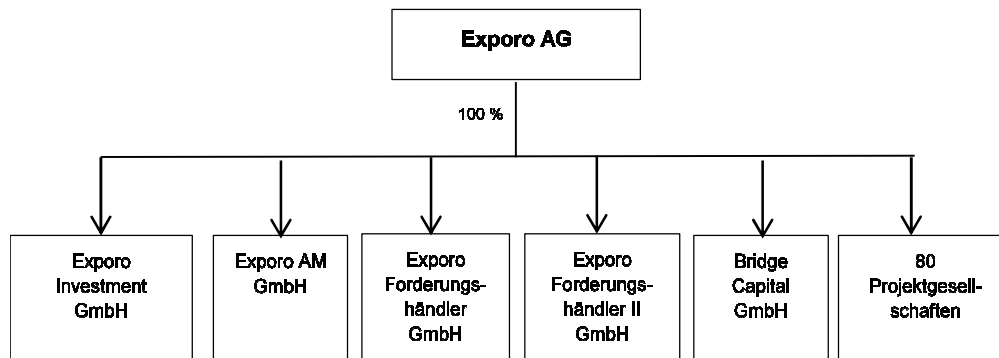 Exporo AG
100 %
Exporo
Investment
GmbH
Exporo AM
GmbH
Exporo
Forderungs-
händler
GmbH
Exporo
Forderungs-
händler II
GmbH
Bridge
Capital
GmbH
80
Projektgesell-
schaften